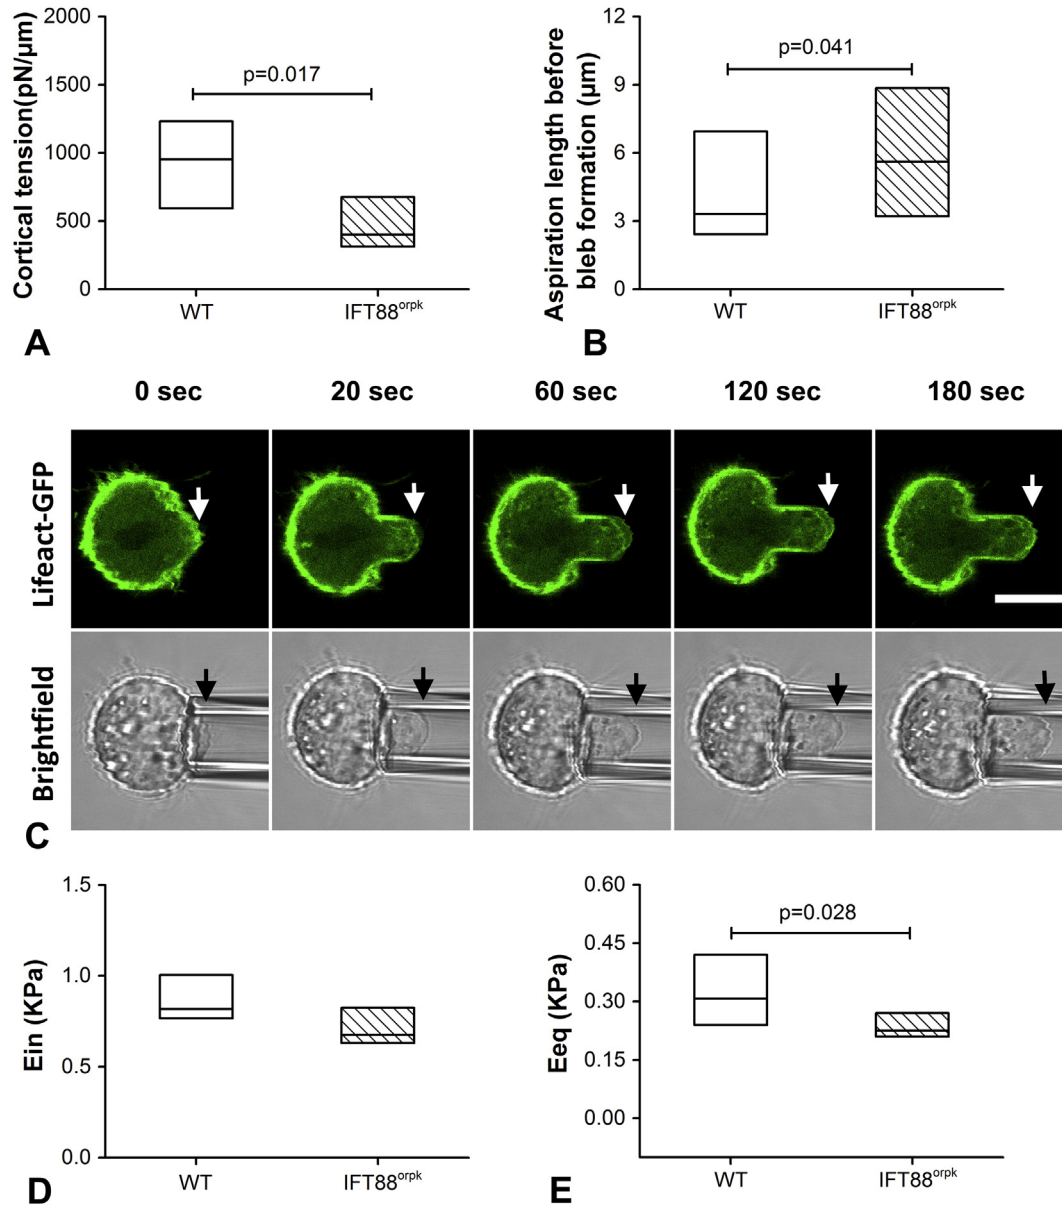 2000
1500
1000
500
0
Cortical tension(pN/µm)
p=0.017
WT
IFT88orpk
A
12
9
6
3
0
Aspiration length before
bleb formation (µm)
p=0.041
WT
IFT88orpk
B
0 sec 20 sec 60 sec 120 sec 180 sec
Lifeact-GFP
Brightfield
C
1.5
1.0
0.5
0.0
Ein (KPa)
WT
IFT88orpk
D
0.60
0.45
0.30
0.15
0.00
Eeq (KPa)
p=0.028
WT
IFT88orpk
E